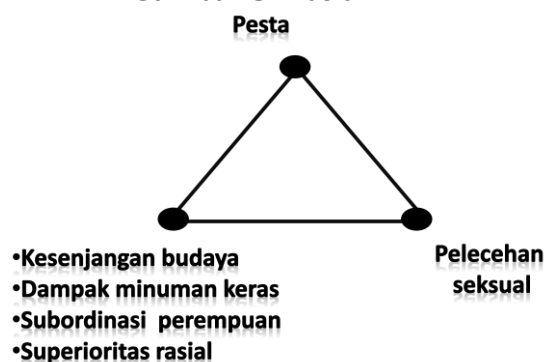 Pesta
•Kesenjangan budaya
•Dampak minuman keras
•Subordinasi perempuan
•Superioritas rasial
Pelecehan
seksual